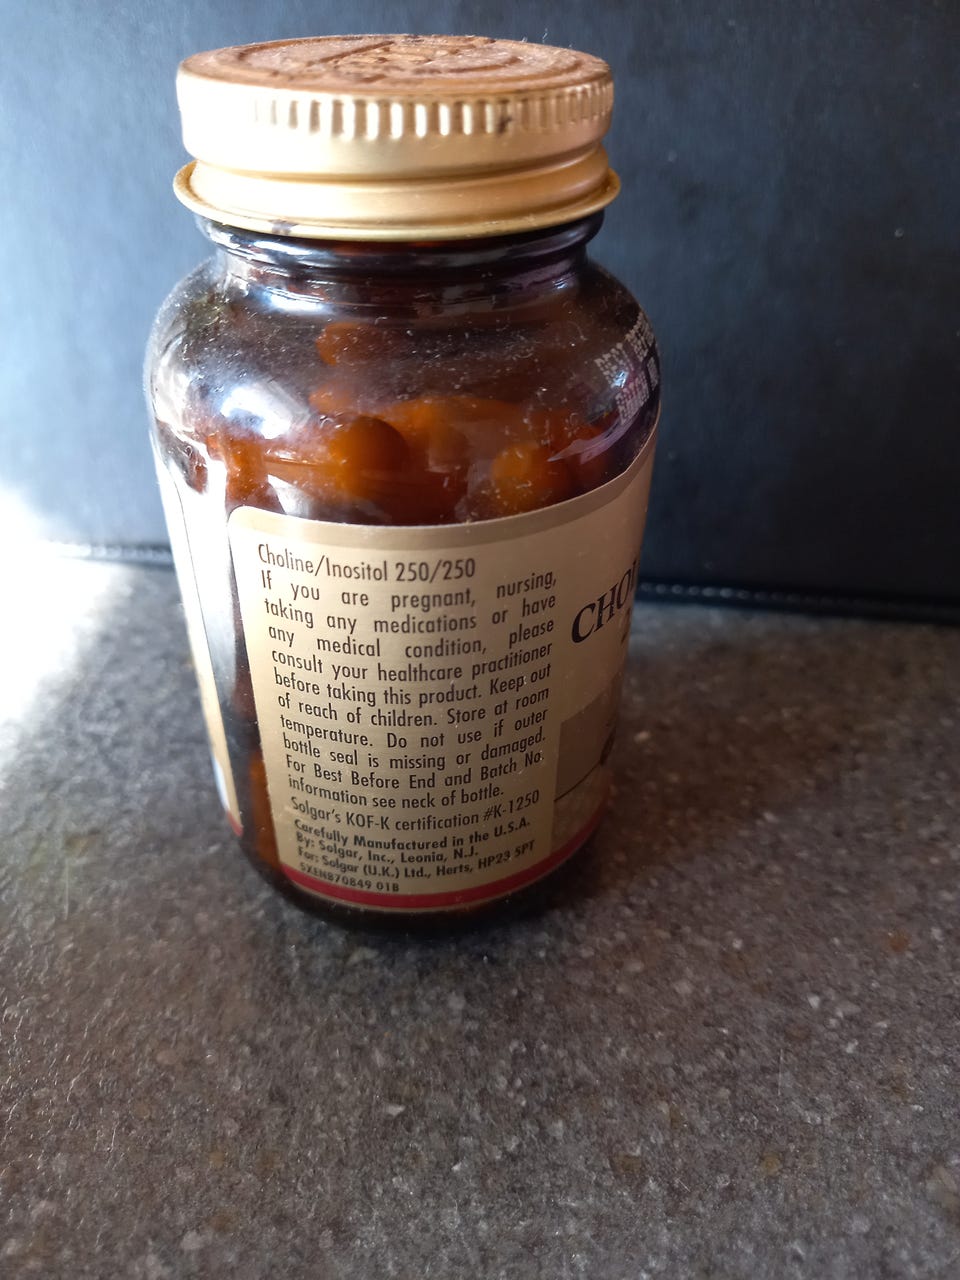 Choline/Inositol 250/250
If you are pregnant, nursing,
taking any medications or have
any medical condition, please
consult your healthcare practitioner
before taking this product. Keep out
of reach of children. Store at room
temperature. Do not use if outer
bottle seal is missing or damaged.
For Best Before End and Batch No.
information see neck of bottle.
Solgar's KOF-K certification #K-1250
Carefully Manufactured in the U.S.A.
By: Solgar, Inc., Leonia, N.J.
For: Solgar (U.K.) Ltd., Herts, HP23 5PT
SXEN870849 01B
CHOL